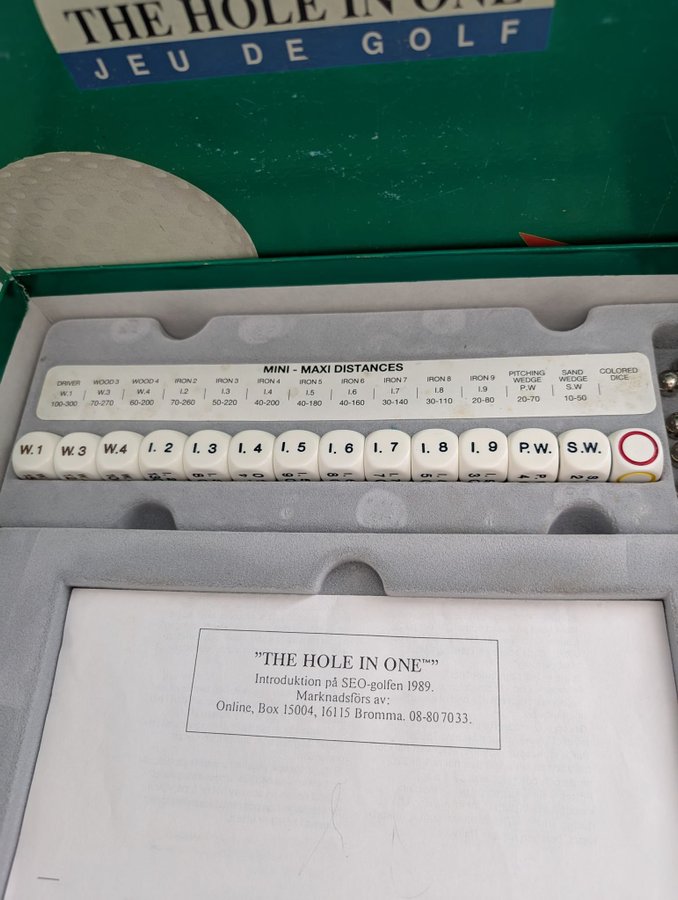 THE HOLE IN ONE
JEU DE GOLF
MINI - MAXI DISTANCES
DRIVER WOOD 3 WOOD 4 IRON 2 IRON 3 IRON 4 IRON 5 IRON 6 IRON 7 IRON 8 IRON 9 PITCHING WEDGE SAND WEDGE COLORED DICE
W.1 W.3 W.4 I.2 I.3 I.4 I.5 I.6 I.7 I.8 I.9 P.W S.W
100-300 70-270 60-200 70-260 50-220 40-200 40-180 40-160 30-140 30-110 20-80 20-70 10-50
W.1 W.3 W.4 I. 2 I. 3 I. 4 I. 5 I. 6 I. 7 I. 8 I. 9 P.W. S.W.
"THE HOLE IN ONE™"
Introduktion på SEO-golfen 1989.
Marknadsförs av:
Online, Box 15004, 16115 Bromma. 08-807033.